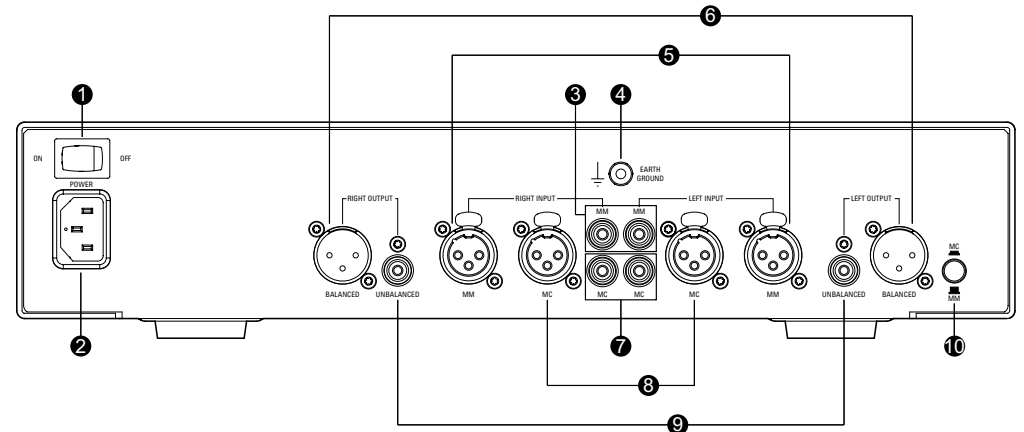 6
5
1
3
4
ON
OFF
POWER
EARTH
GROUND
RIGHT OUTPUT
RIGHT INPUT
LEFT INPUT
LEFT OUTPUT
MM
MM
MC
BALANCED
UNBALANCED
MM
MC
MC
MC
MC
MM
UNBALANCED
BALANCED
MM
2
7
10
8
9